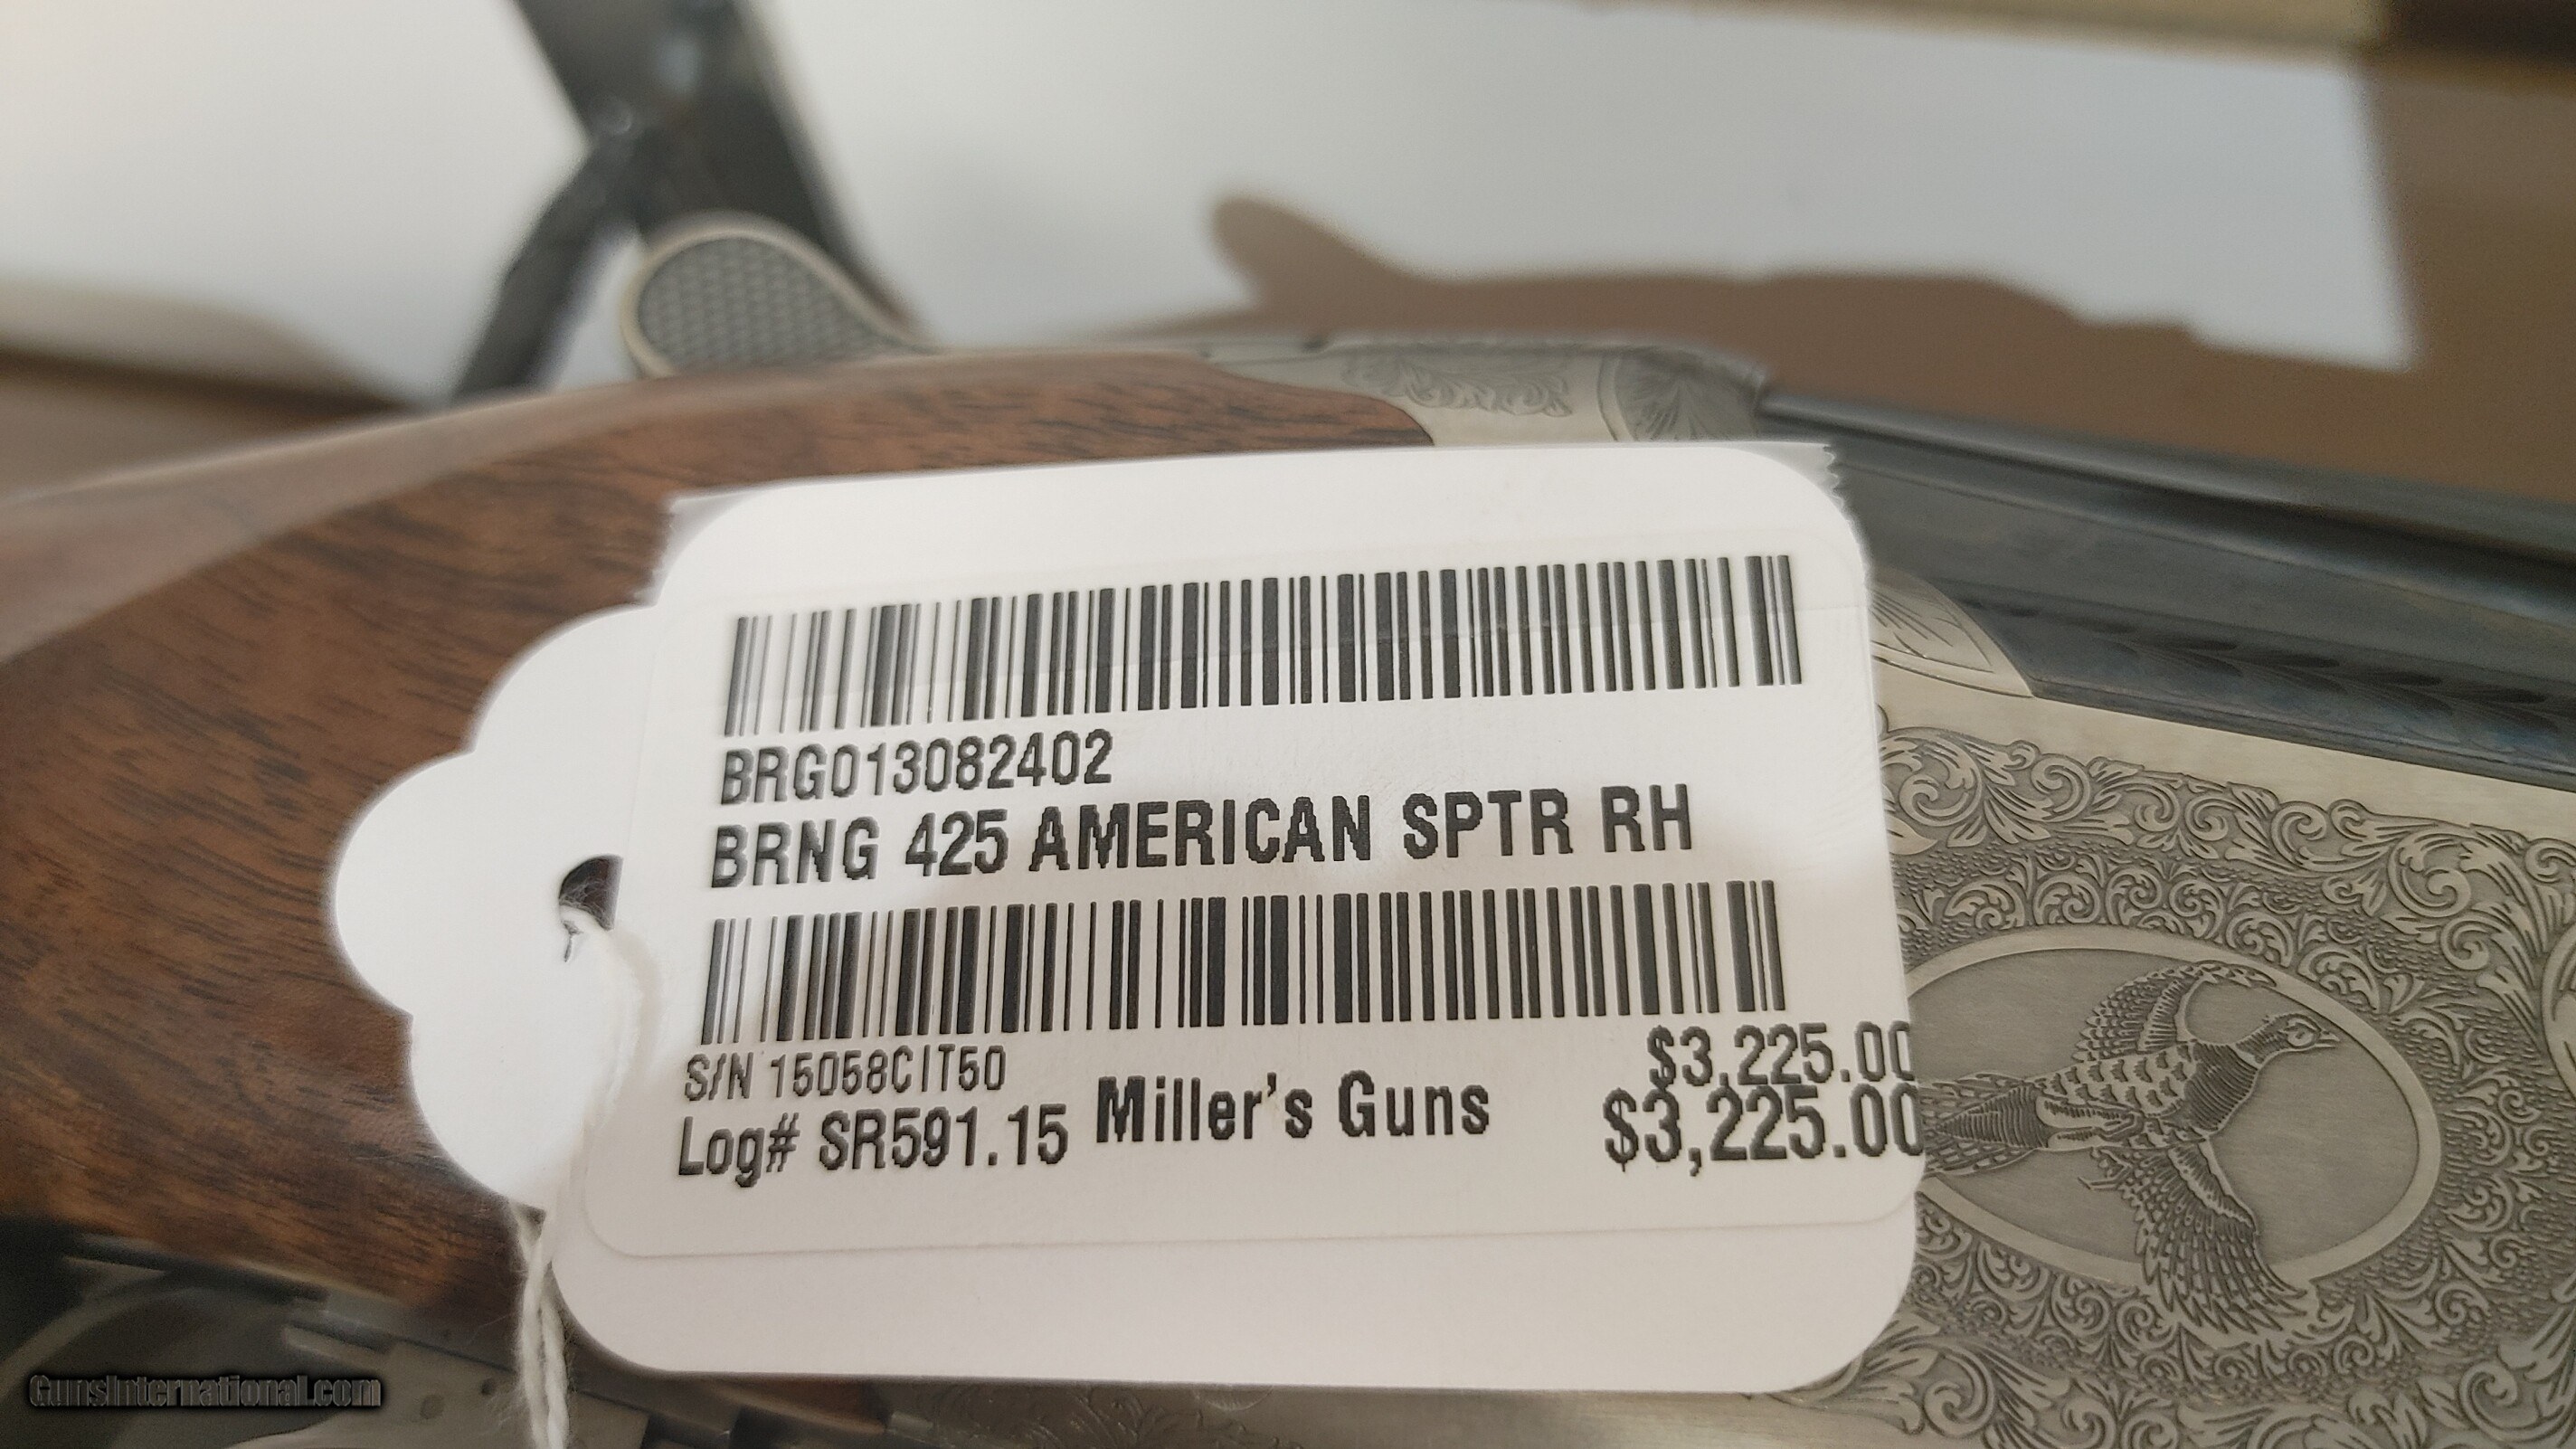 BRG013082402
BRNG 425 AMERICAN SPTR RH
S/N 15058CIT50
$3,225.00
Log# SR591.15
Miller's Guns
$3,225.00
GunsInternational.com